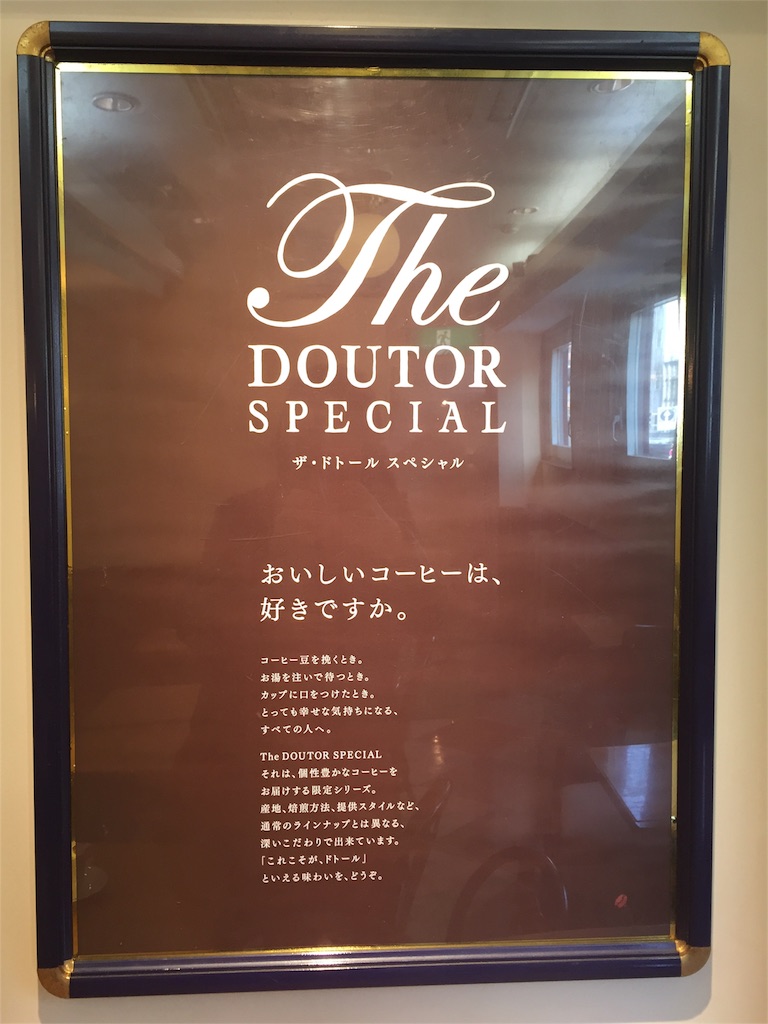 The
DOUTOR
SPECIAL
ザ・ドトール スペシャル
おいしいコーヒーは、
好きですか。
コーヒー豆を挽くとき。
お湯を注いで待つとき。
カップに口をつけたとき。
とっても幸せな気持ちになる、
すべての人へ。
The DOUTOR SPECIAL
それは、個性豊かなコーヒーを
お届けする限定シリーズ。
産地、焙煎方法、提供スタイルなど、
通常のラインナップとは異なる、
深いこだわりで出来ています。
「これこそが、ドトール」
といえる味わいを、どうぞ。